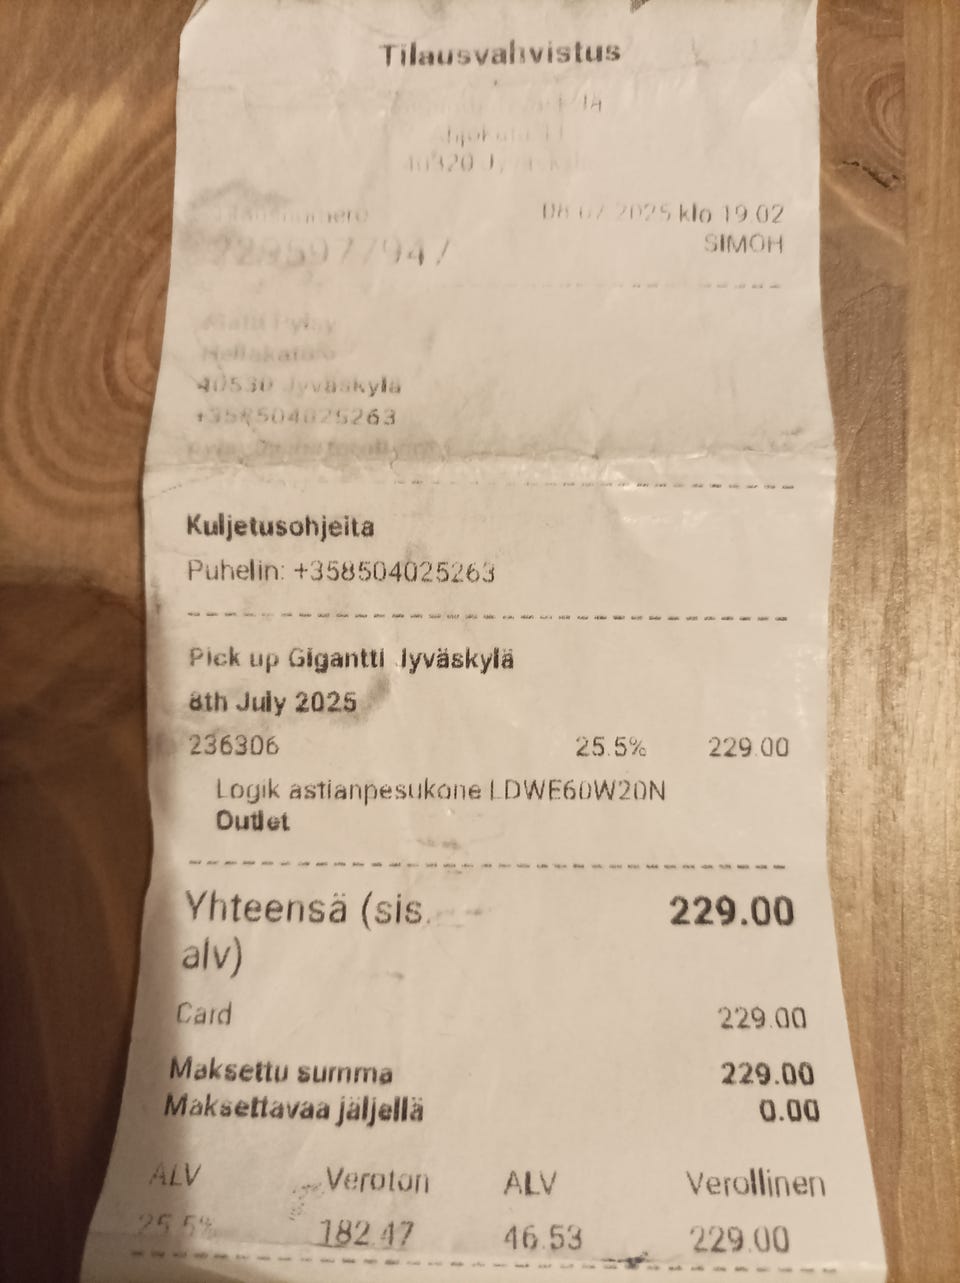 Tilausvahvistus
40320
08.07.2025 klo 19.02
2285977947
SIMOH
40530 Jyväskylä
+358504025263
Kuljetusohjeita
Puhelin: +358504025263
Pick up Gigantti Jyväskylä
8th July 2025
236306 25.5% 229.00
Logik astianpesukone LDWE60W20N
Outlet
Yhteensä (sis. 229.00
alv)
Card 229.00
Maksettu summa 229.00
Maksettavaa jäljellä 0.00
ALV Veroton ALV Verollinen
25.5% 182.47 46.53 229.00